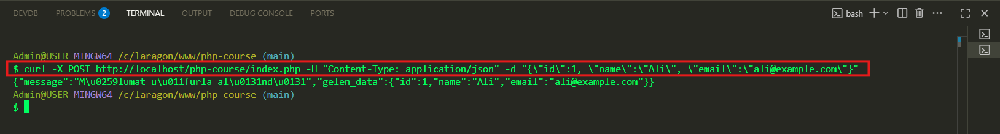 DEVDB PROBLEMS 2 TERMINAL OUTPUT DEBUG CONSOLE PORTS bash
Admin@USER MINGW64 /c/laragon/www/php-course (main)
$ curl -X POST http://localhost/php-course/index.php -H "Content-Type: application/json" -d "{\"id\":1, \"name\":\"Ali\", \"email\":\"ali@example.com\"}"
{"message":"M\u0259lumat u\u011furla al\u0131nd\u0131","gelen_data":{"id":1,"name":"Ali","email":"ali@example.com"}}
Admin@USER MINGW64 /c/laragon/www/php-course (main)
$